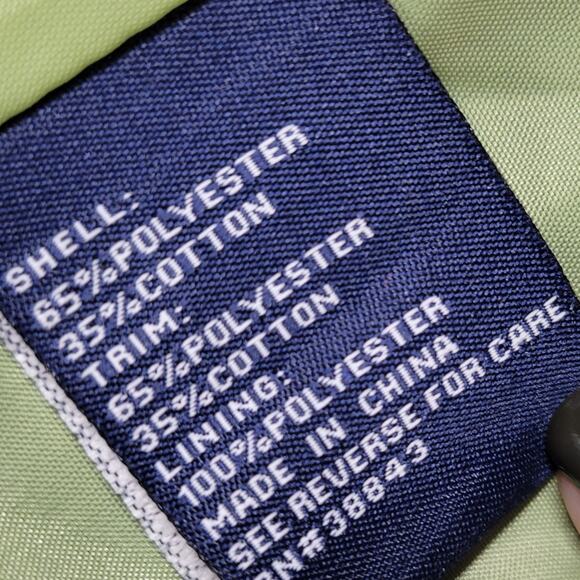 SHELL:
65%POLYESTER
35%COTTON
TRIM:
65%POLYESTER
35%COTTON
LINING:
100%POLYESTER
MADE IN CHINA
SEE REVERSE FOR CARE
RN#38843